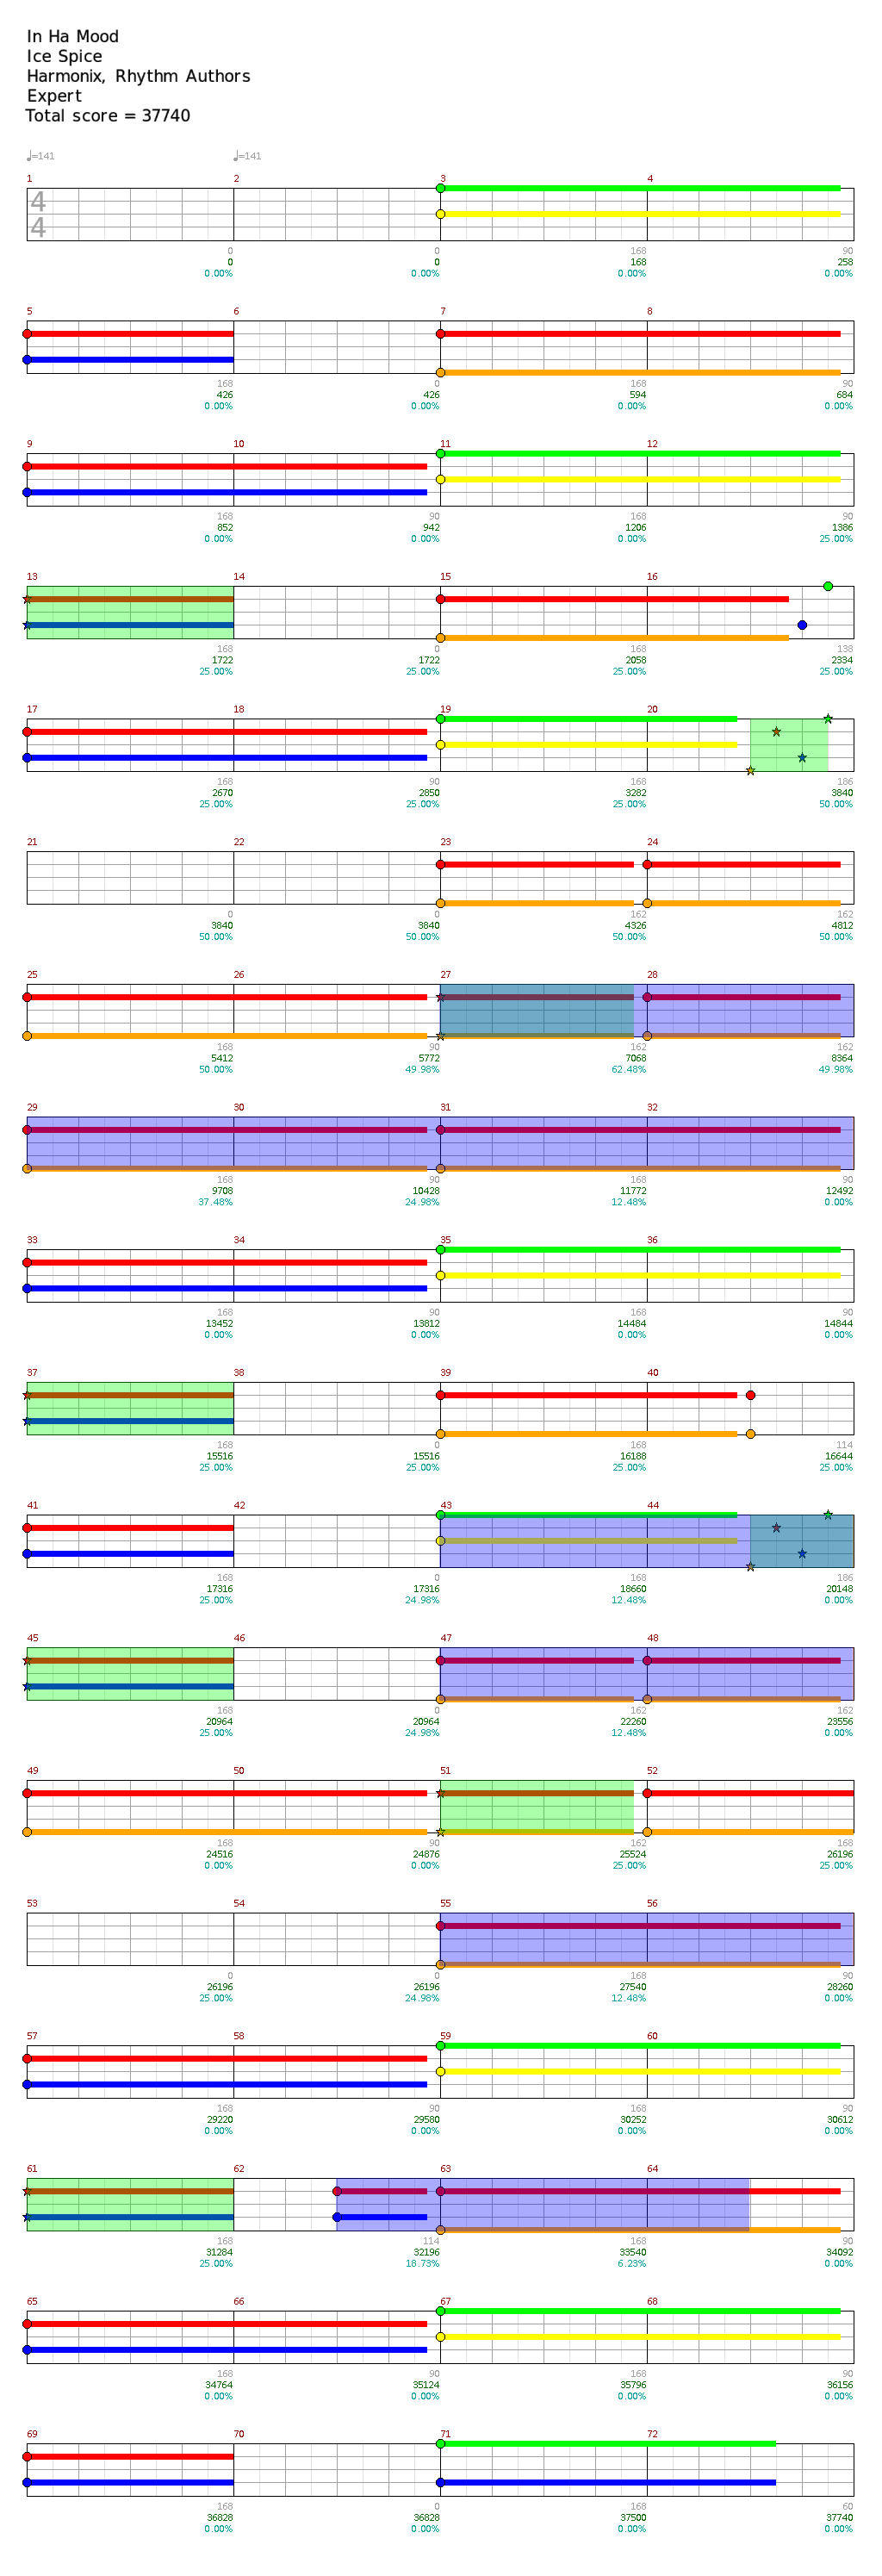 In Ha Mood
Ice Spice
Harmonix, Rhythm Authors
Expert
Total score = 37740
♩=141 ♩=141
1 2 3 4
4
4
0 0 168 90
0 0 168 258
0.00% 0.00% 0.00% 0.00%
5 6 7 8
168 0 168 90
426 426 594 684
0.00% 0.00% 0.00% 0.00%
9 10 11 12
168 90 168 90
852 942 1206 1386
0.00% 0.00% 0.00% 25.00%
13 14 15 16
168 0 168 138
1722 1722 2058 2334
25.00% 25.00% 25.00% 25.00%
17 18 19 20
168 90 168 186
2670 2850 3282 3840
25.00% 25.00% 25.00% 50.00%
21 22 23 24
0 0 162 162
3840 3840 4326 4812
50.00% 50.00% 50.00% 50.00%
25 26 27 28
168 90 162 162
5412 5772 7068 8364
50.00% 49.98% 62.48% 49.98%
29 30 31 32
168 90 168 90
9708 10428 11772 12492
37.48% 24.98% 12.48% 0.00%
33 34 35 36
168 90 168 90
13452 13812 14484 14844
0.00% 0.00% 0.00% 0.00%
37 38 39 40
168 0 168 114
15516 15516 16188 16644
25.00% 25.00% 25.00% 25.00%
41 42 43 44
168 0 168 186
17316 17316 18660 20148
25.00% 24.98% 12.48% 0.00%
45 46 47 48
168 0 162 162
20964 20964 22260 23556
25.00% 24.98% 12.48% 0.00%
49 50 51 52
168 90 162 168
24516 24876 25524 26196
0.00% 0.00% 25.00% 25.00%
53 54 55 56
0 0 168 90
26196 26196 27540 28260
25.00% 24.98% 12.48% 0.00%
57 58 59 60
168 90 168 90
29220 29580 30252 30612
0.00% 0.00% 0.00% 0.00%
61 62 63 64
168 114 168 90
31284 32196 33540 34092
25.00% 18.73% 6.23% 0.00%
65 66 67 68
168 90 168 90
34764 35124 35796 36156
0.00% 0.00% 0.00% 0.00%
69 70 71 72
168 0 168 60
36828 36828 37500 37740
0.00% 0.00% 0.00% 0.00%